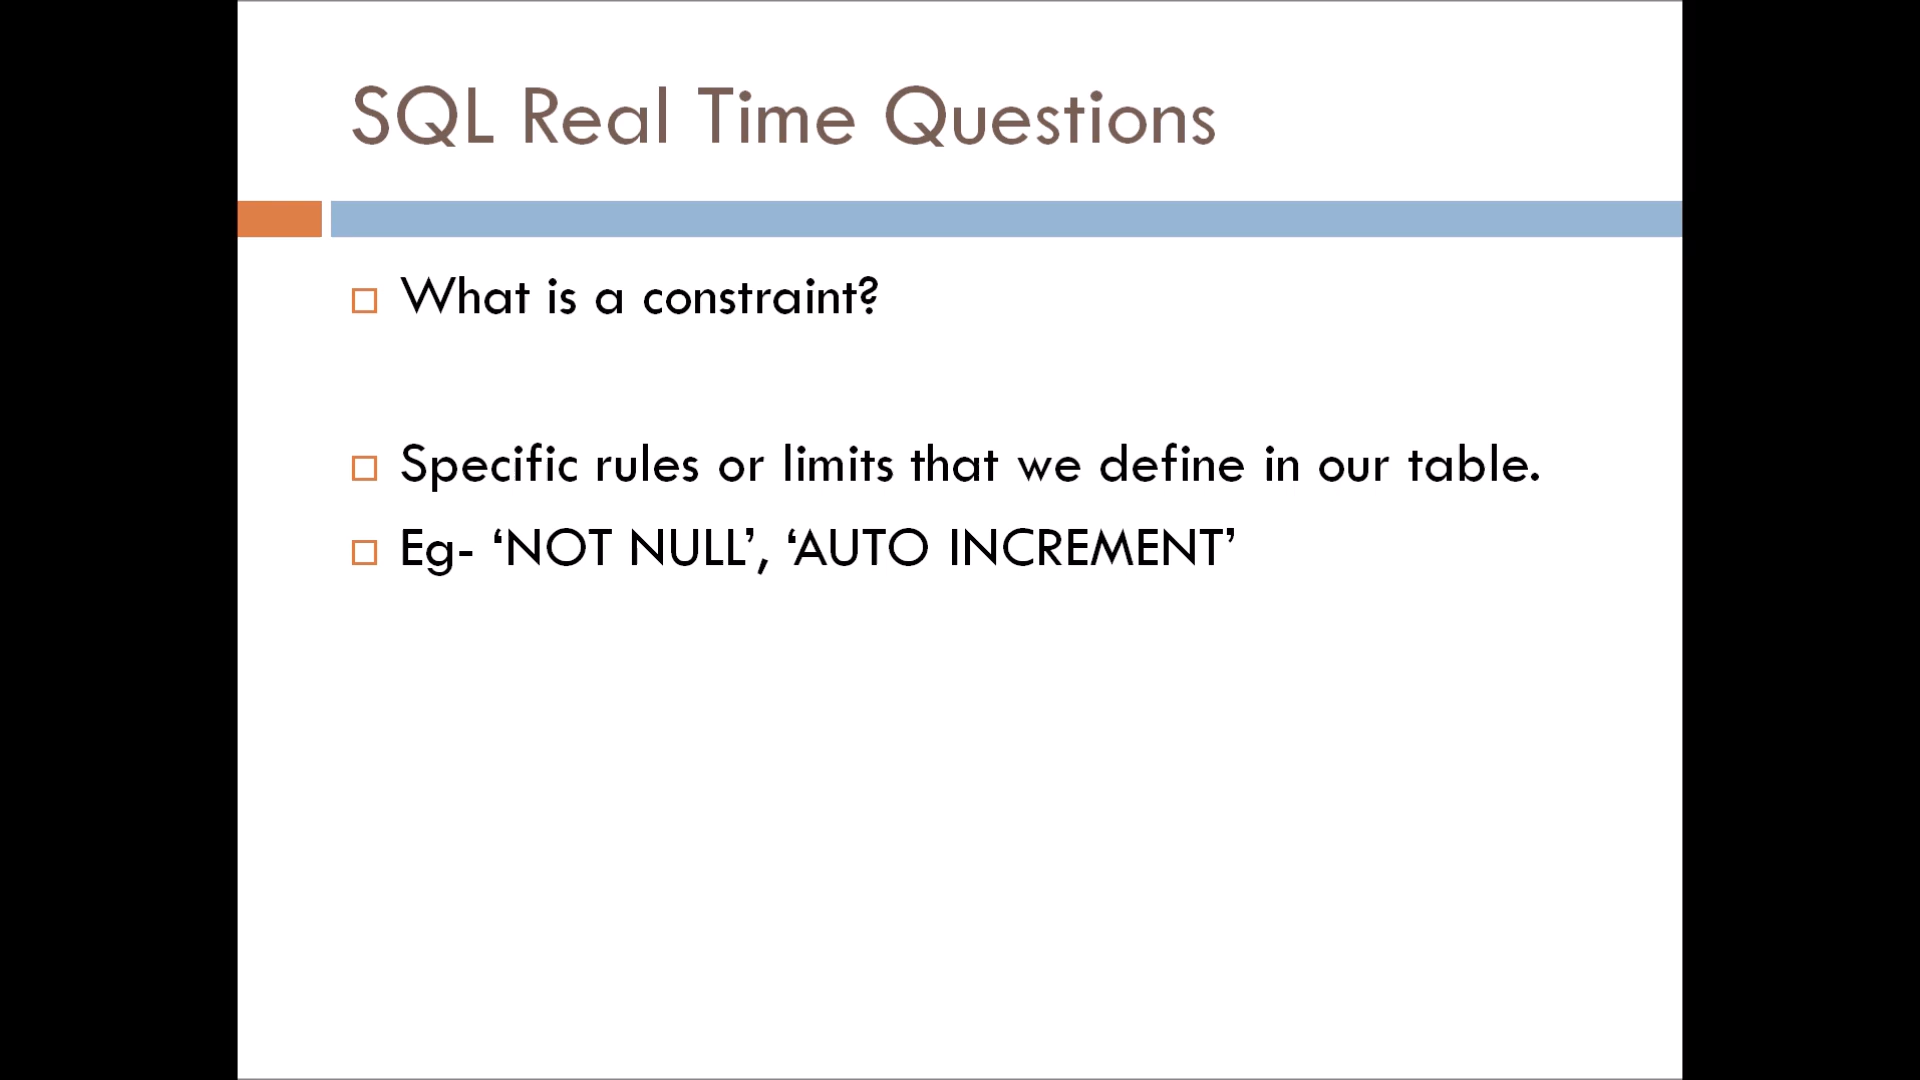 SQL Real Time Questions
What is a constraint?
Specific rules or limits that we define in our table.
Eg- ‘NOT NULL’, ‘AUTO INCREMENT’